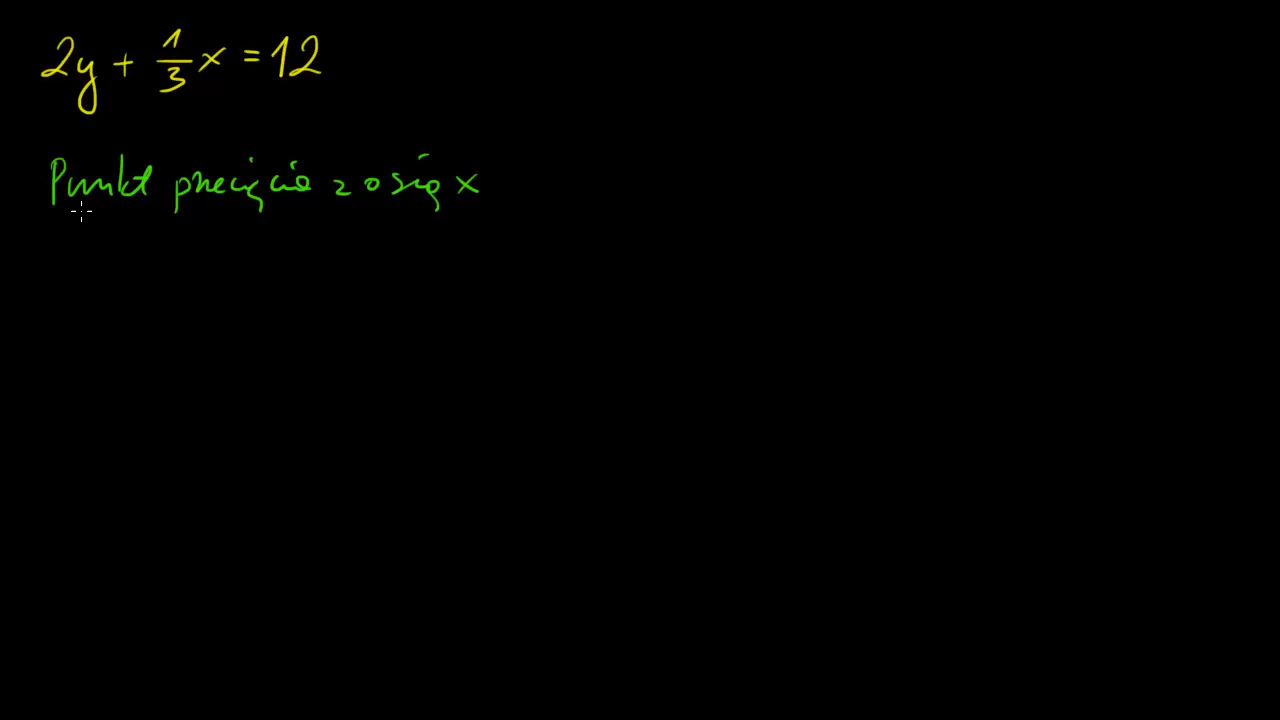 2y + 1/3 x = 12
Punkt przecięcia z osią x